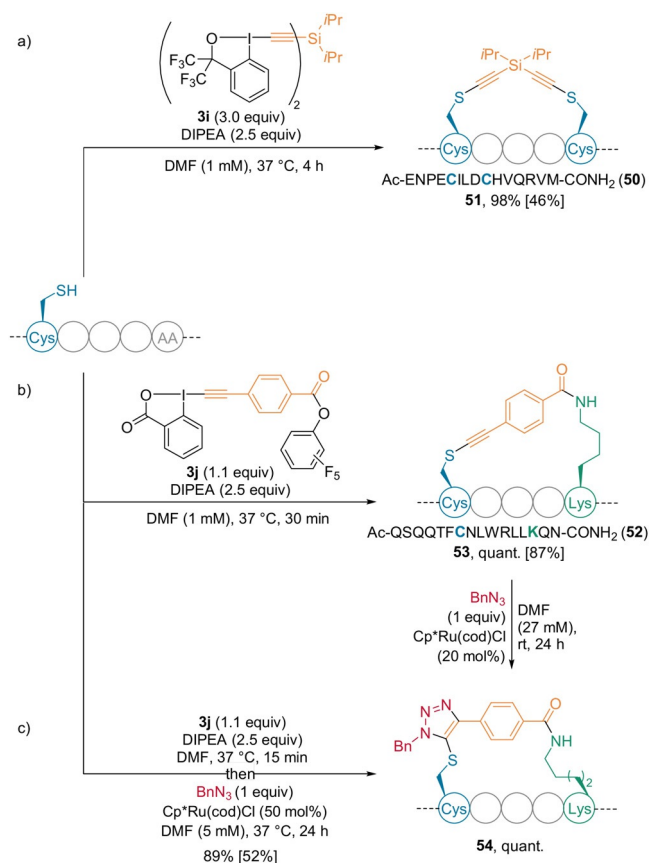 a)
iPr
iPr
Si
O
I
F3C
F3C
2
3i (3.0 equiv)
DIPEA (2.5 equiv)
DMF (1 mM), 37 °C, 4 h
iPr
iPr
Si
S
S
Cys
Cys
Ac-ENPECILDCHVQRVM-CONH2 (50)
51, 98% [46%]
SH
Cys
AA
b)
O
I
O
O
O
F5
3j (1.1 equiv)
DIPEA (2.5 equiv)
DMF (1 mM), 37 °C, 30 min
O
NH
S
Cys
Lys
Ac-QSQQTFCNLWRLLKQN-CONH2 (52)
53, quant. [87%]
BnN3
(1 equiv)
Cp*Ru(cod)Cl
(20 mol%)
DMF
(27 mM),
rt, 24 h
c)
3j (1.1 equiv)
DIPEA (2.5 equiv)
DMF, 37 °C, 15 min
then
BnN3 (1 equiv)
Cp*Ru(cod)Cl (50 mol%)
DMF (5 mM), 37 °C, 24 h
89% [52%]
N
N
N
Bn
S
O
NH
2
Cys
Lys
54, quant.